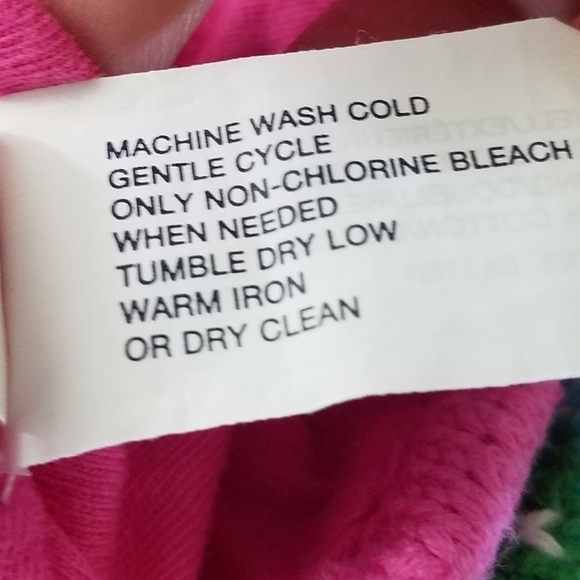 MACHINE WASH COLD
GENTLE CYCLE
ONLY NON-CHLORINE BLEACH
WHEN NEEDED
TUMBLE DRY LOW
WARM IRON
OR DRY CLEAN